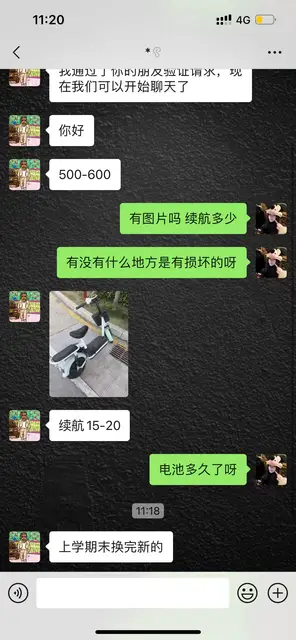 11:20
4G
*
我通过了你的朋友验证请求，现
在我们可以开始聊天了
你好
500-600
有图片吗 续航多少
有没有什么地方是有损坏的呀
续航 15-20
电池多久了呀
11:18
上学期末换完新的